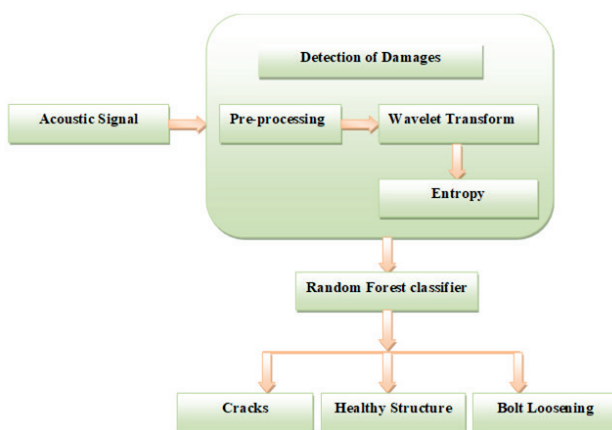 Detection of Damages
Acoustic Signal
Pre-processing
Wavelet Transform
Entropy
Random Forest classifier
Cracks
Healthy Structure
Bolt Loosening